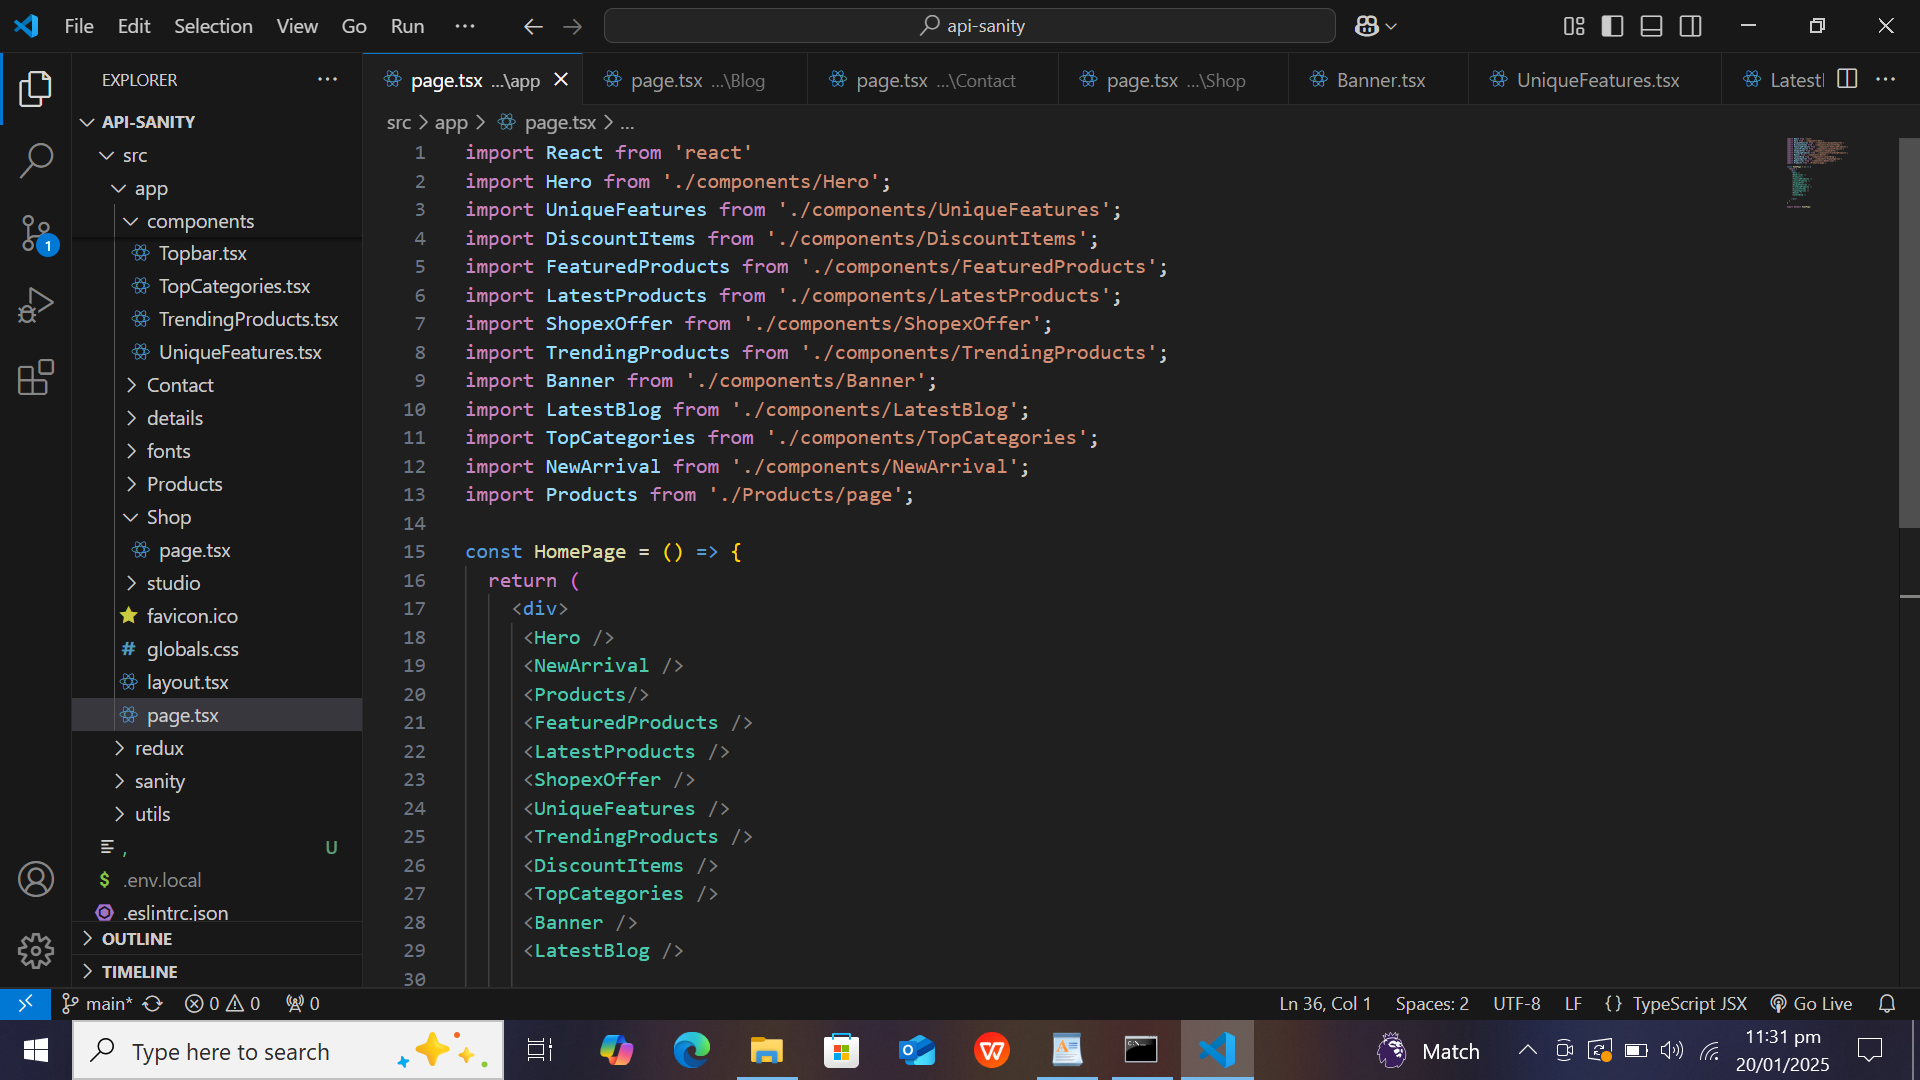 File Edit Selection View Go Run ···
api-sanity
EXPLORER
API-SANITY
src
app
components
Topbar.tsx
TopCategories.tsx
TrendingProducts.tsx
UniqueFeatures.tsx
Contact
details
fonts
Products
Shop
page.tsx
studio
favicon.ico
globals.css
layout.tsx
page.tsx
redux
sanity
utils
, U
.env.local
.eslintrc.json
OUTLINE
TIMELINE
1
page.tsx ...\app page.tsx ...\Blog page.tsx ...\Contact page.tsx ...\Shop Banner.tsx UniqueFeatures.tsx Latest
src > app > page.tsx > ...
1 import React from 'react'
2 import Hero from './components/Hero';
3 import UniqueFeatures from './components/UniqueFeatures';
4 import DiscountItems from './components/DiscountItems';
5 import FeaturedProducts from './components/FeaturedProducts';
6 import LatestProducts from './components/LatestProducts';
7 import ShopexOffer from './components/ShopexOffer';
8 import TrendingProducts from './components/TrendingProducts';
9 import Banner from './components/Banner';
10 import LatestBlog from './components/LatestBlog';
11 import TopCategories from './components/TopCategories';
12 import NewArrival from './components/NewArrival';
13 import Products from './Products/page';
14
15 const HomePage = () => {
16 return (
17 <div>
18 <Hero />
19 <NewArrival />
20 <Products/>
21 <FeaturedProducts />
22 <LatestProducts />
23 <ShopexOffer />
24 <UniqueFeatures />
25 <TrendingProducts />
26 <DiscountItems />
27 <TopCategories />
28 <Banner />
29 <LatestBlog />
30
main* 0 0 0 Ln 36, Col 1 Spaces: 2 UTF-8 LF {} TypeScript JSX Go Live
Type here to search
Match
11:31 pm
20/01/2025